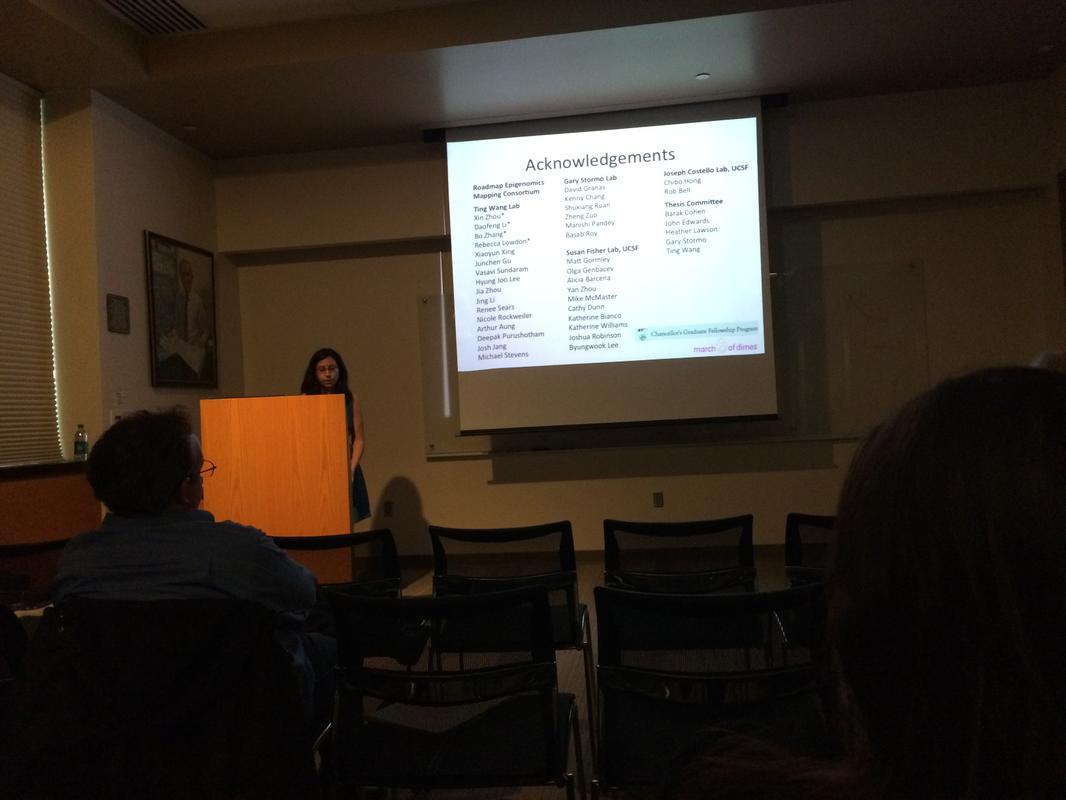 Acknowledgements
Roadmap Epigenomics
Mapping Consortium
Ting Wang Lab
Xin Zhou*
Daofeng Li*
Bo Zhang*
Rebecca Lowdon*
Xiaoyun Xing
Junchen Gu
Vasavi Sundaram
Hyung Joo Lee
Jia Zhou
Jing Li
Renee Sears
Nicole Rockweiler
Arthur Aung
Deepak Purushotham
Josh Jang
Michael Stevens
Gary Stormo Lab
David Granas
Kenny Chang
Shuxiang Ruan
Zheng Zuo
Manishi Pandey
Basab Roy
Susan Fisher Lab, UCSF
Matt Gormley
Olga Genbacev
Alicia Barcena
Yan Zhou
Mike McMaster
Cathy Dunn
Katherine Bianco
Katherine Williams
Joshua Robinson
Byungwook Lee
Joseph Costello Lab, UCSF
Chibo Hong
Rob Bell
Thesis Committee
Barak Cohen
John Edwards
Heather Lawson
Gary Stormo
Ting Wang
Chancellor's Graduate Fellowship Program
march of dimes